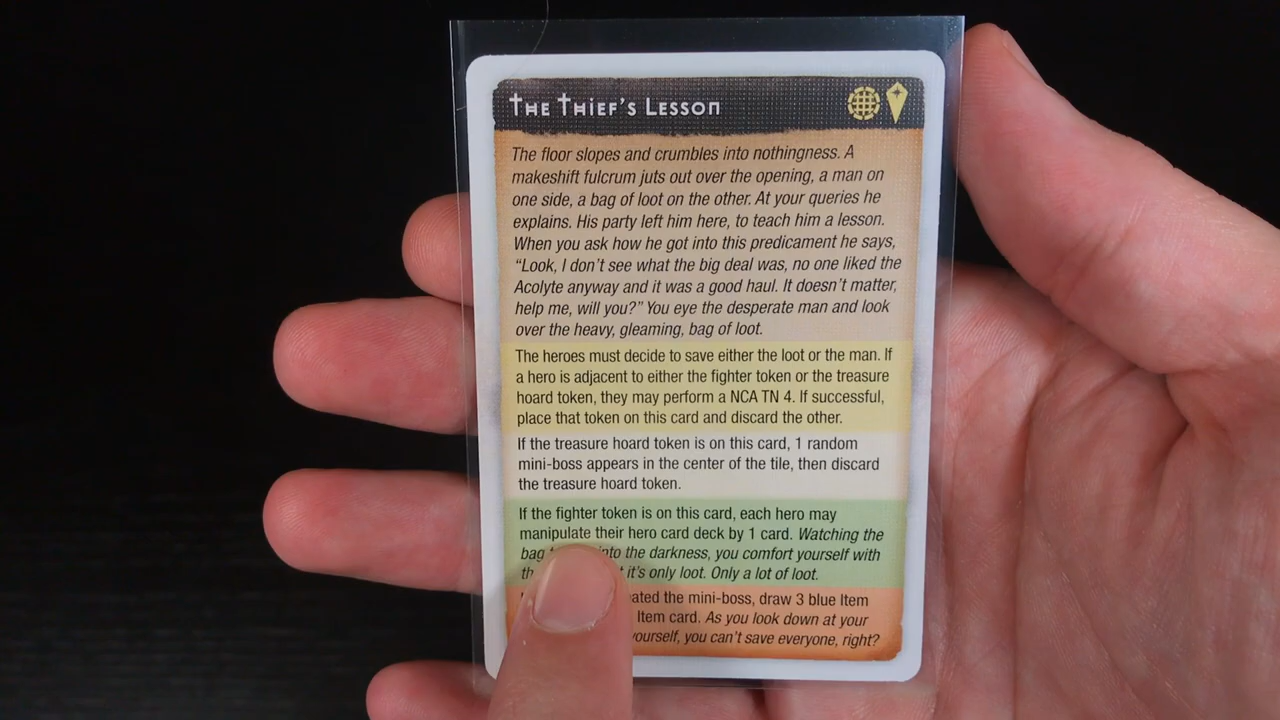 The Thief's Lesson
The floor slopes and crumbles into nothingness. A
makeshift fulcrum juts out over the opening, a man on
one side, a bag of loot on the other. At your queries he
explains. His party left him here, to teach him a lesson.
When you ask how he got into this predicament he says,
“Look, I don't see what the big deal was, no one liked the
Acolyte anyway and it was a good haul. It doesn't matter,
help me, will you?” You eye the desperate man and look
over the heavy, gleaming, bag of loot.
The heroes must decide to save either the loot or the man. If
a hero is adjacent to either the fighter token or the treasure
hoard token, they may perform a NCA TN 4. If successful,
place that token on this card and discard the other.
If the treasure hoard token is on this card, 1 random
mini-boss appears in the center of the tile, then discard
the treasure hoard token.
If the fighter token is on this card, each hero may
manipulate their hero card deck by 1 card. Watching the
bag into the darkness, you comfort yourself with
it's only loot. Only a lot of loot.
the mini-boss, draw 3 blue Item
Item card. As you look down at your
yourself, you can't save everyone, right?